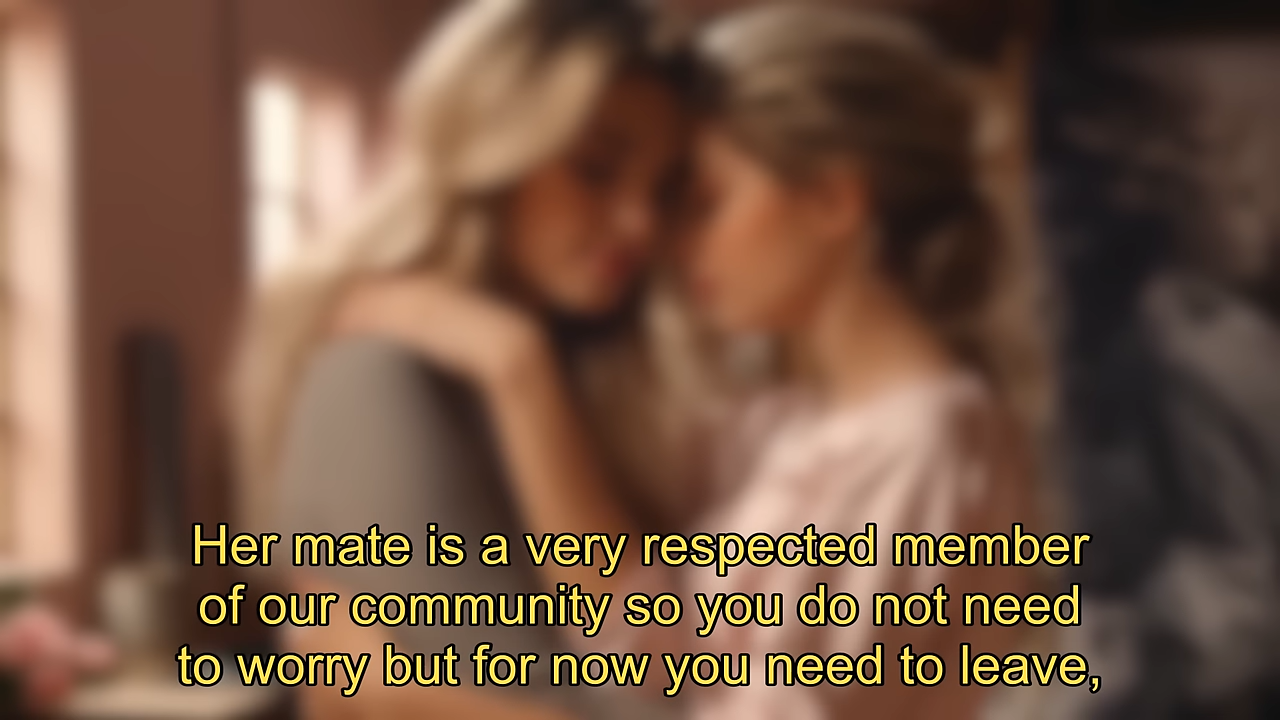 Her mate is a very respected member
of our community so you do not need
to worry but for now you need to leave,